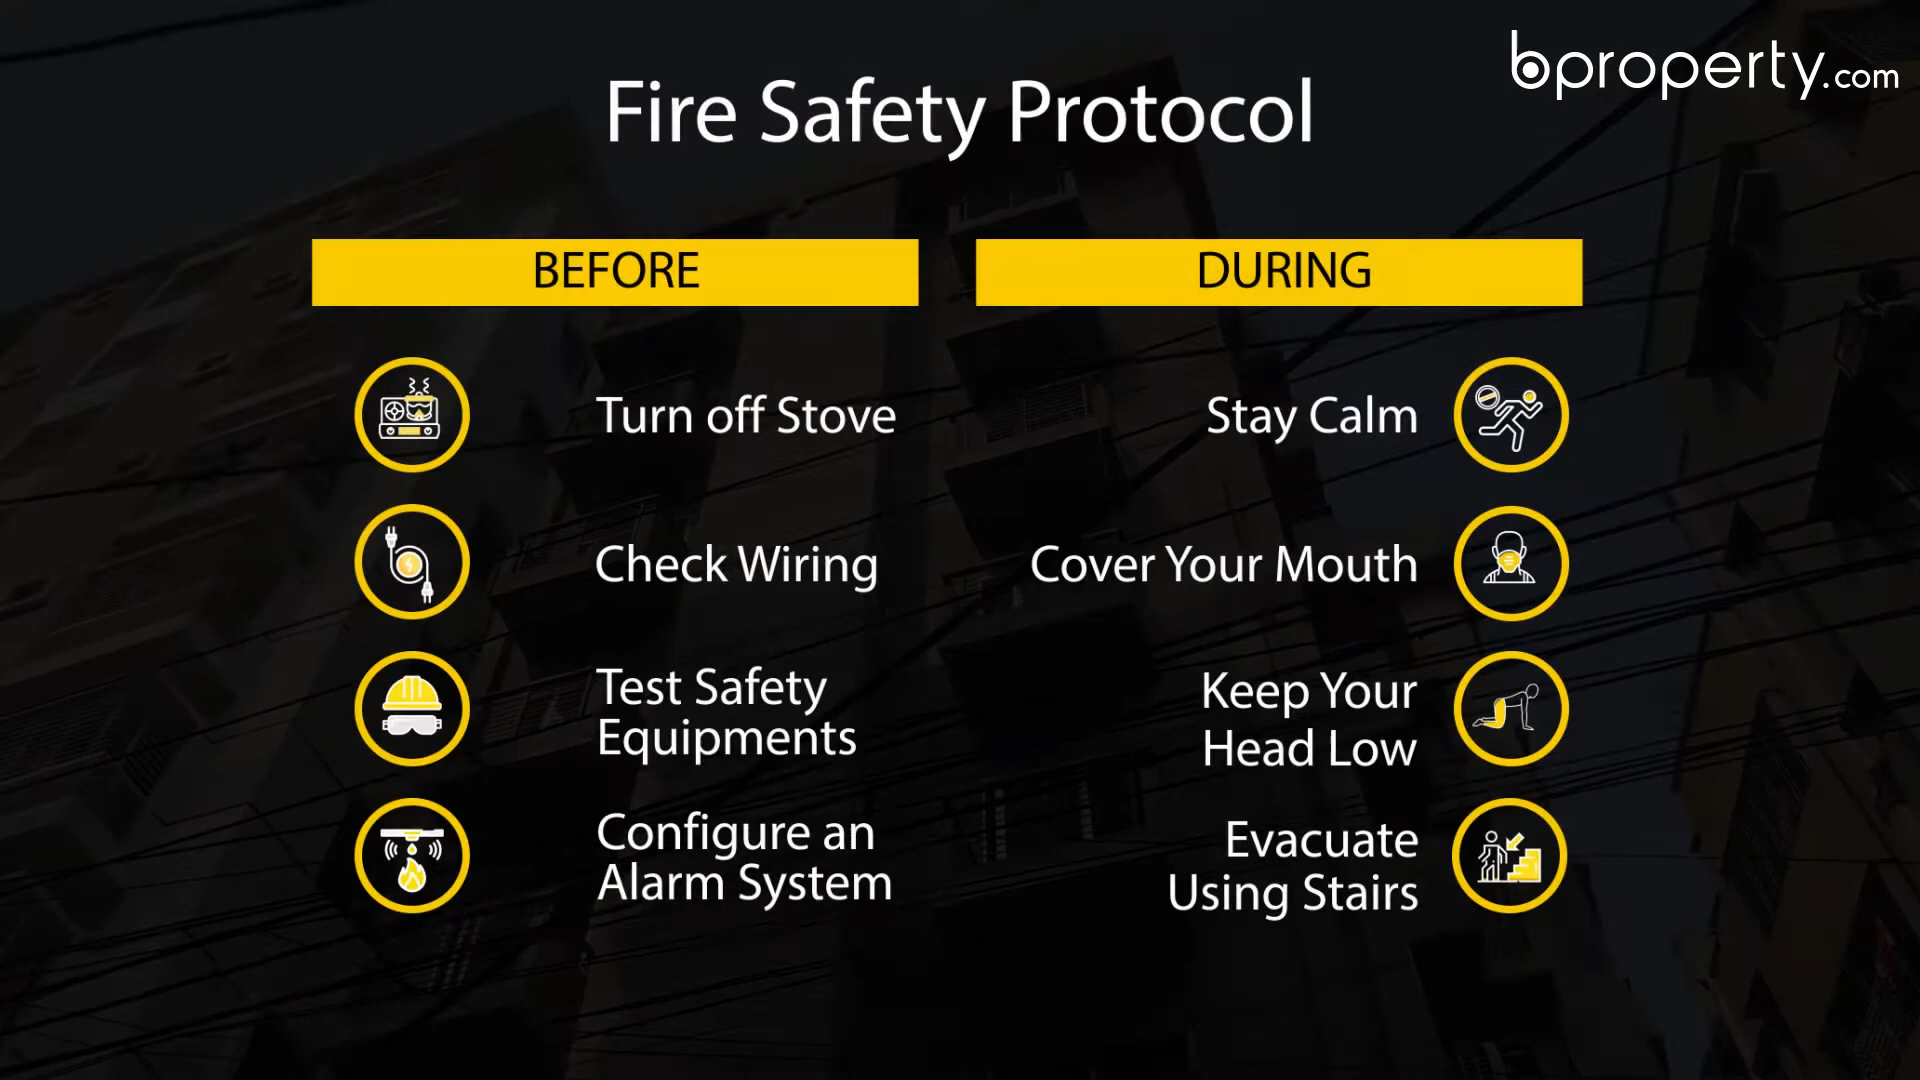 bproperty.com
Fire Safety Protocol
BEFORE
Turn off Stove
Check Wiring
Test Safety
Equipments
Configure an
Alarm System
DURING
Stay Calm
Cover Your Mouth
Keep Your
Head Low
Evacuate
Using Stairs